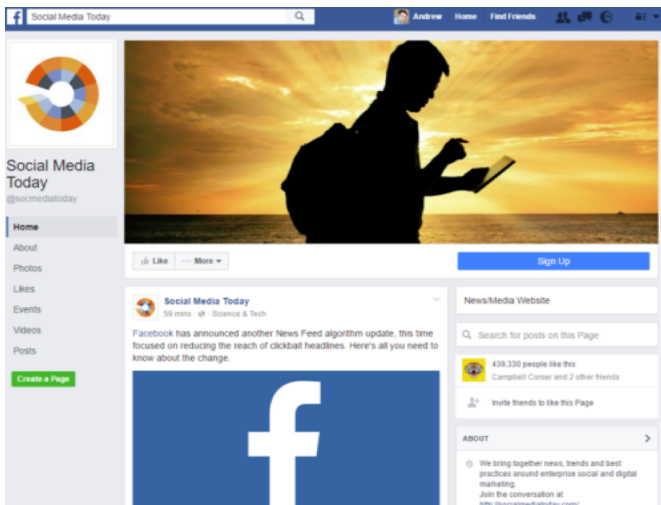 f Social Media Today
Andrew Home Find Friends
Social Media
Today
@socmediatoday
Home
About
Photos
Likes
Events
Videos
Posts
Create a Page
Like ··· More
Sign Up
Social Media Today
59 mins · Science & Tech
Facebook has announced another News Feed algorithm update, this time
focused on reducing the reach of clickbait headlines. Here's all you need to
know about the change.
f
News/Media Website
Search for posts on this Page
439,330 people like this
Campbell Corser and 2 other friends
Invite friends to like this Page
ABOUT
We bring together news, trends and best
practices around enterprise social and digital
marketing.
Join the conversation at
http://socialmediatoday.com/